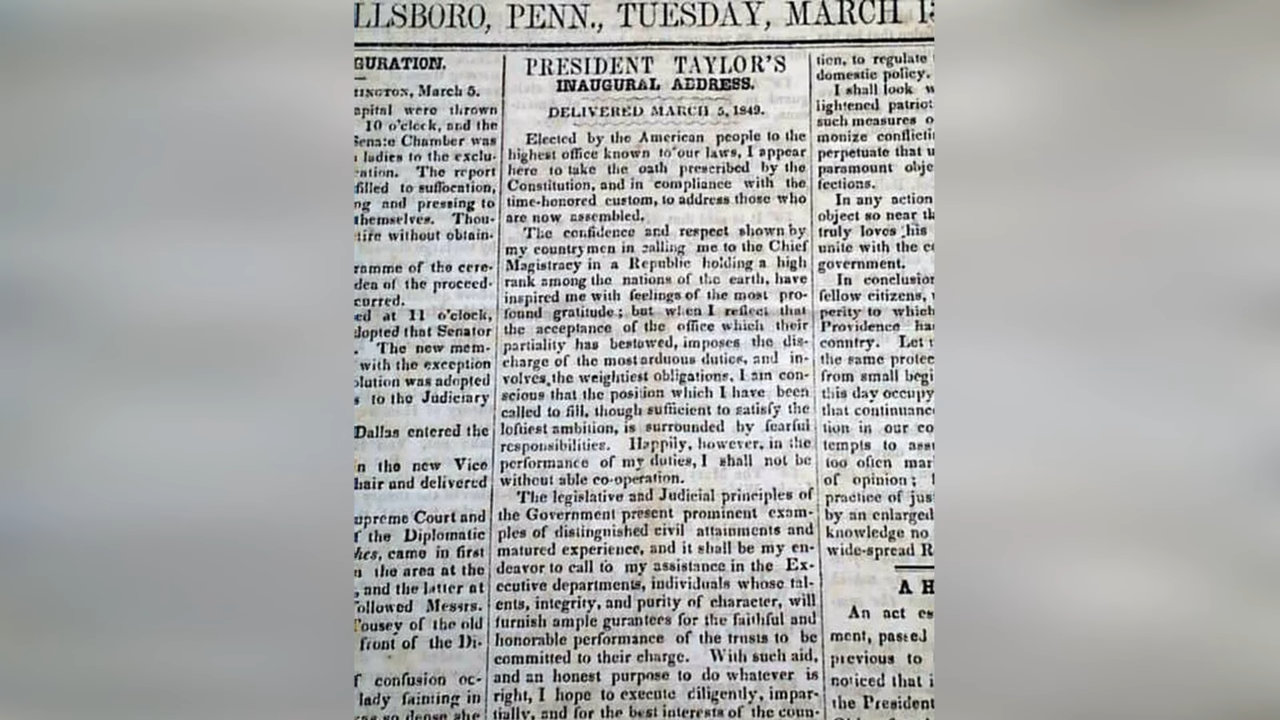 LLSBORO, PENN., TUESDAY, MARCH 1
GURATION.
INGTON, March 5.
apital were thrown
10 o'clock, and the
Senate Chamber was
ladies to the exclu-
ation. The report
filled to suffocation,
ng and pressing to
themselves. Thou-
tire without obtain-
ramme of the cere-
dea of the proceed-
curred.
ed at 11 o'clock,
dopted that Senator
. The new mem-
with the exception
olution was adopted
s to the Judiciary
Dallas entered the
n the new Vice
hair and delivered
upreme Court and
f the Diplomatic
hes, came in first
n the area at the
, and the latter at
ollowed Messrs.
ousey of the old
front of the Di-
f confusion oc-
lady fainting in
so dense she
PRESIDENT TAYLOR'S
INAUGURAL ADDRESS.
DELIVERED MARCH 5, 1849.
Elected by the American people to the
highest office known to our laws, I appear
here to take the oath prescribed by the
Constitution, and in compliance with the
time-honored custom, to address those who
are now assembled.
The confidence and respect shown by
my countrymen in calling me to the Chief
Magistracy in a Republic holding a high
rank among the nations of the earth, have
inspired me with feelings of the most pro-
found gratitude; but when I reflect that
the acceptance of the office which their
partiality has bestowed, imposes the dis-
charge of the most arduous duties, and in-
volves the weightiest obligations, I am con-
scious that the position which I have been
called to fill, though sufficient to satisfy the
loftiest ambition, is surrounded by fearful
responsibilities. Happily, however, in the
performance of my duties, I shall not be
without able co-operation.
The legislative and Judicial principles of
the Government present prominent exam-
ples of distinguished civil attainments and
matured experience, and it shall be my en-
deavor to call to my assistance in the Ex-
ecutive departments, individuals whose tal-
ents, integrity, and purity of character, will
furnish ample gurantees for the faithful and
honorable performance of the trusts to be
committed to their charge. With such aid,
and an honest purpose to do whatever is
right, I hope to execute diligently, impar-
tially, and for the best interests of the coun-
tion, to regulate
domestic policy.
I shall look w
lightened patriot
such measures o
monize conflicti
perpetuate that u
paramount obje
fections.
In any action
object so near th
truly loves his
unite with the c
government.
In conclusion
fellow citizens,
perity to which
Providence ha
country. Let
the same protec
from small begi
this day occupy
that continuanc
tion in our co
tempts to ass
too often mar
of opinion;
practice of jus
by an enlarged
knowledge no
wide-spread R
A H
An act es
ment, passed
previous to
noticed that i
the President